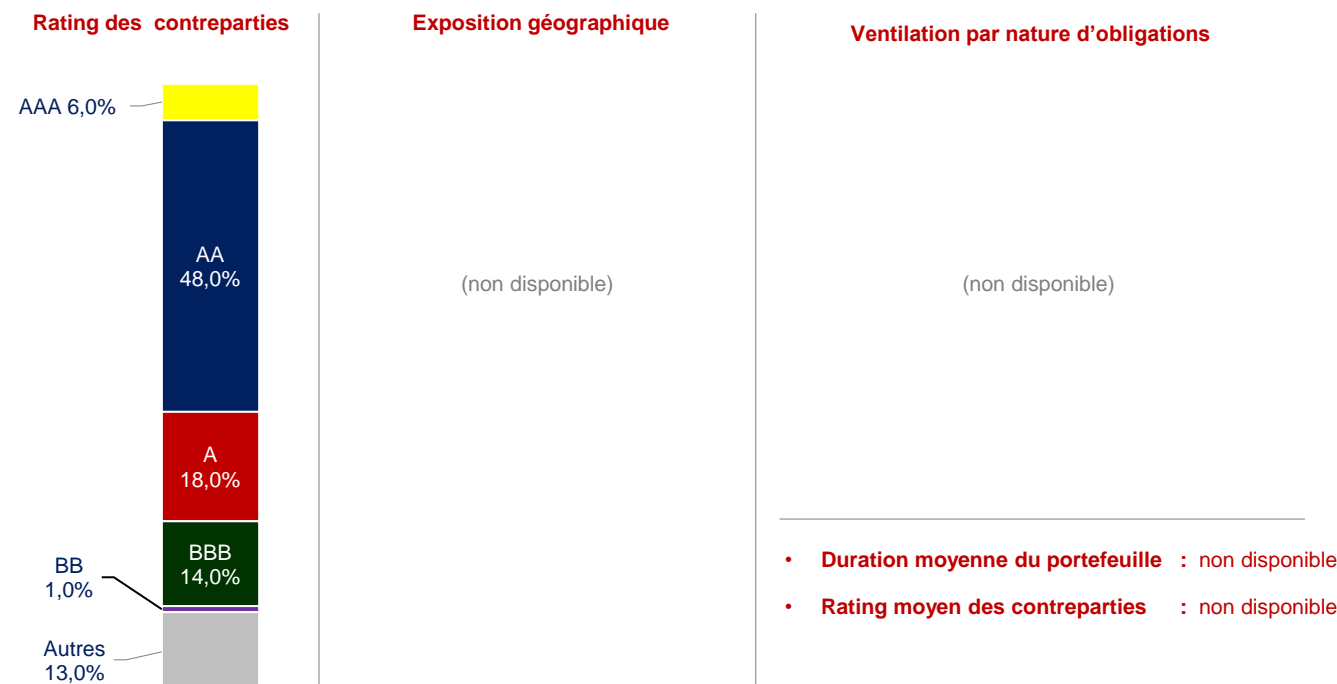 Rating des contreparties
AAA 6,0%
AA
48,0%
A
18,0%
BBB
14,0%
BB
1,0%
Autres
13,0%
Exposition géographique
(non disponible)
Ventilation par nature d’obligations
(non disponible)
• Duration moyenne du portefeuille : non disponible
• Rating moyen des contreparties : non disponible